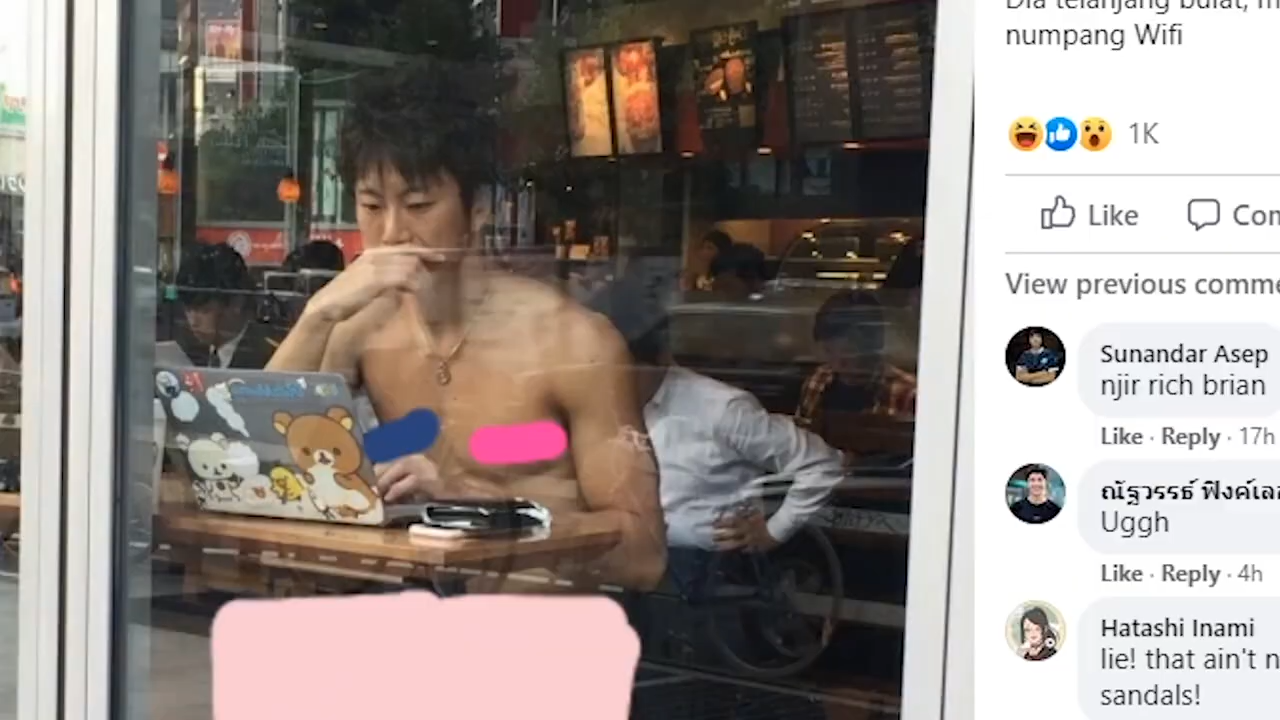 Dia telanjang bulat, m
numpang Wifi
1K
Like
Com
View previous comme
Sunandar Asep
njir rich brian
Like · Reply · 17h
ณัฐวรรธ์ ฟิงค์เลอ
Uggh
Like · Reply · 4h
Hatashi Inami
lie! that ain't n
sandals!